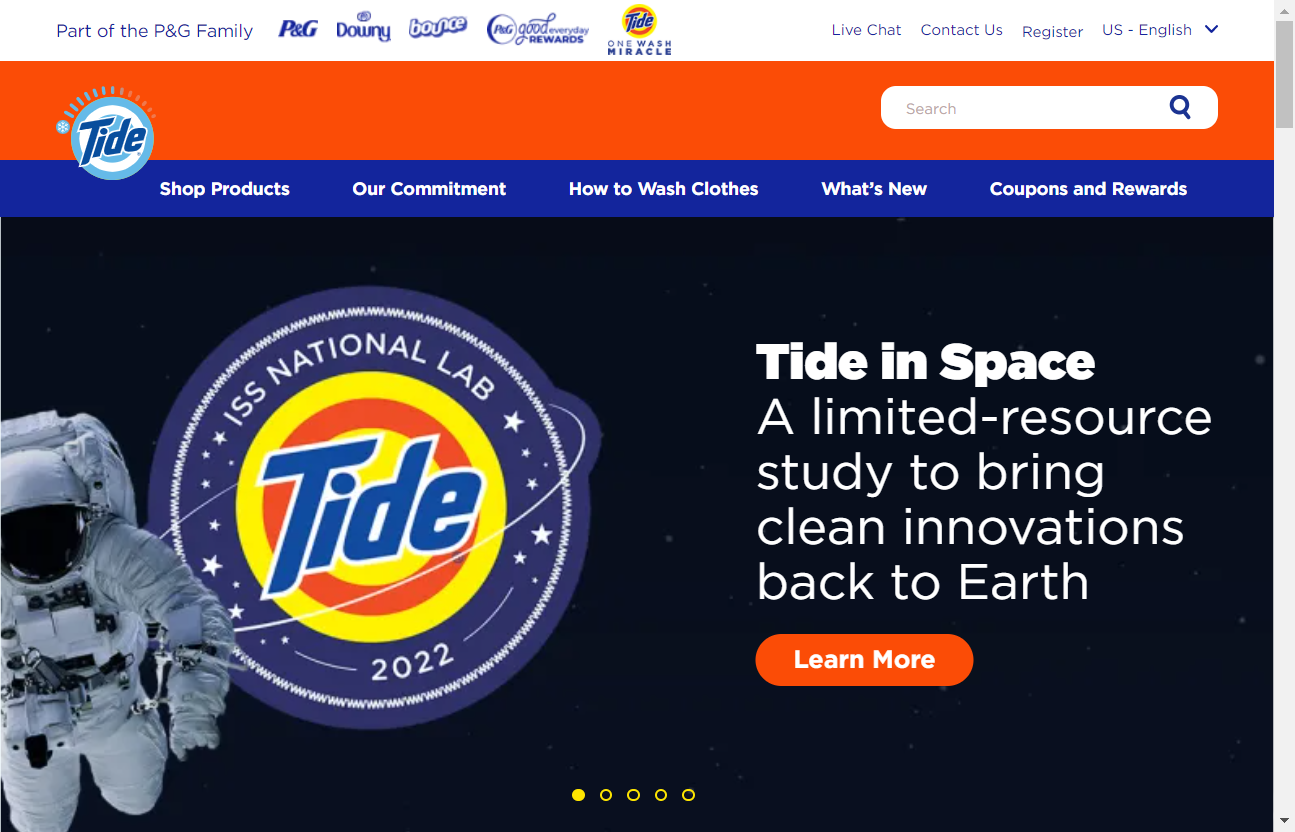 Part of the P&G Family
P&G
Downy
bounce
P&G good everyday
REWARDS
Tide
ONE WASH
MIRACLE
Live Chat
Contact Us
Register
US - English
Tide
Search
Shop Products
Our Commitment
How to Wash Clothes
What's New
Coupons and Rewards
ISS NATIONAL LAB
Tide
2022
Tide in Space
A limited-resource
study to bring
clean innovations
back to Earth
Learn More